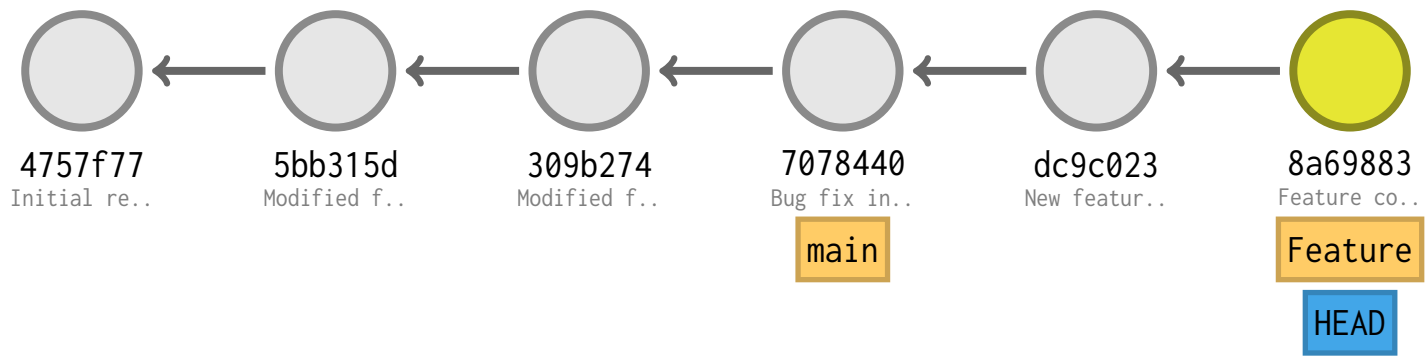 4757f77 5bb315d 309b274 7078440 dc9c023 8a69883
Initial re.. Modified f.. Modified f.. Bug fix in.. New featur.. Feature co..
main Feature
HEAD